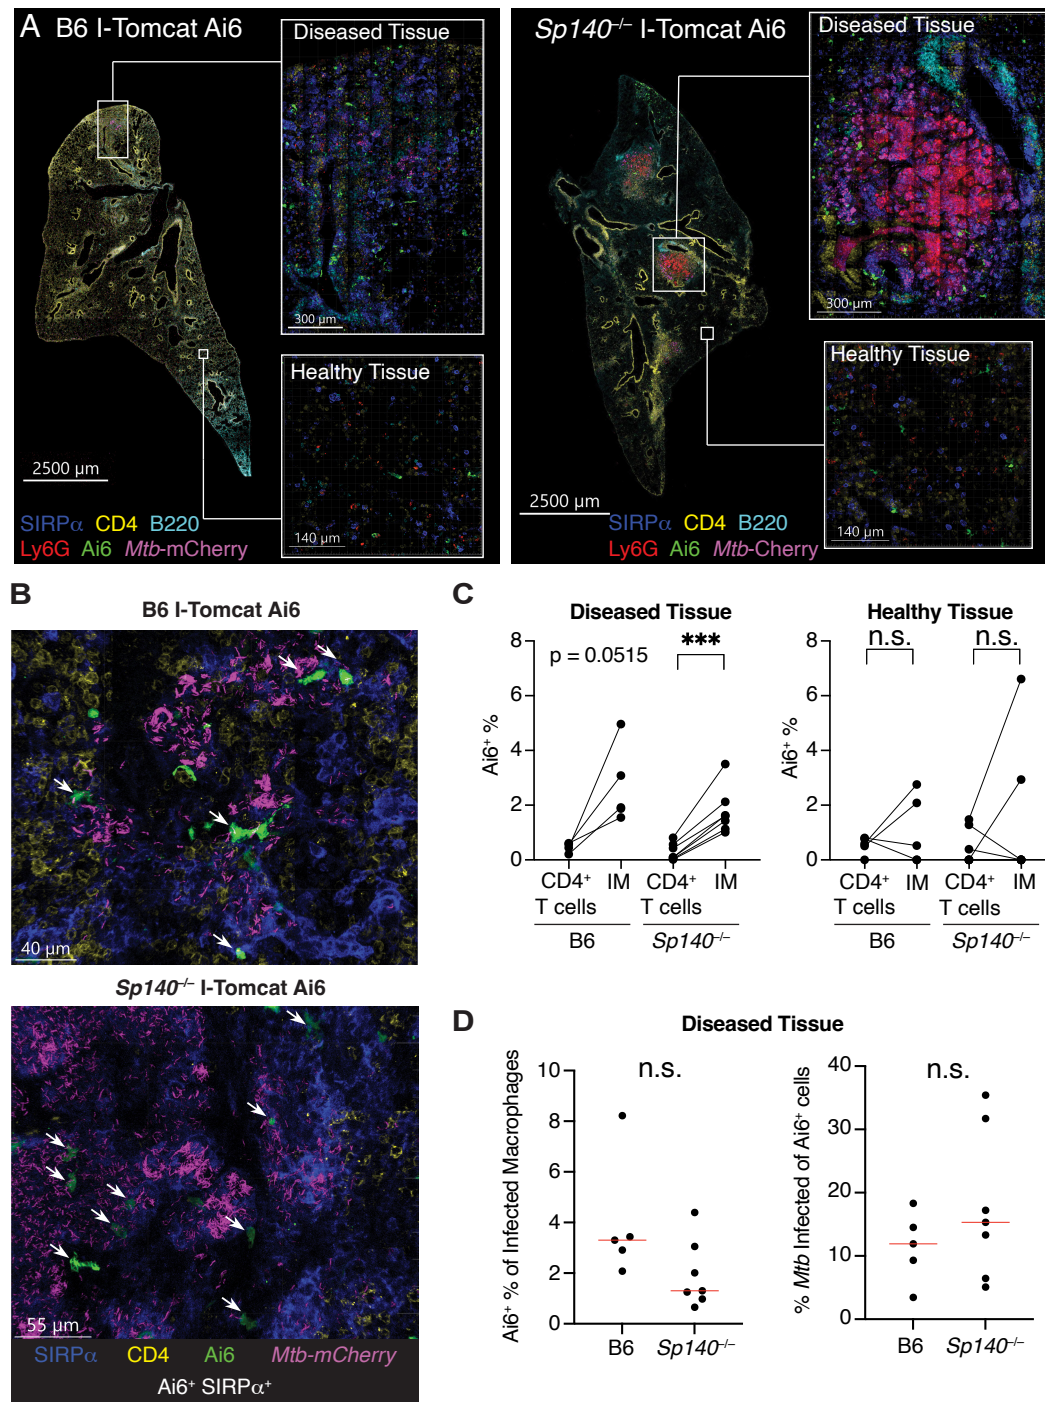 A B6 I-Tomcat Ai6
Diseased Tissue
300 µm
Healthy Tissue
140 µm
2500 µm
SIRPα CD4 B220
Ly6G Ai6 Mtb-mCherry
Sp140–/– I-Tomcat Ai6
Diseased Tissue
300 µm
Healthy Tissue
140 µm
2500 µm
SIRPα CD4 B220
Ly6G Ai6 Mtb-Cherry
B
B6 I-Tomcat Ai6
40 µm
Sp140–/– I-Tomcat Ai6
55 µm
SIRPα CD4 Ai6 Mtb-mCherry
Ai6+ SIRPα+
C
Diseased Tissue
Ai6+ %
8
6
4
2
0
p = 0.0515
***
CD4+ IM CD4+ IM
T cells T cells
B6 Sp140–/–
Healthy Tissue
Ai6+ %
8
6
4
2
0
n.s. n.s.
CD4+ IM CD4+ IM
T cells T cells
B6 Sp140–/–
D
Diseased Tissue
Ai6+ % of Infected Macrophages
10
8
6
4
2
0
n.s.
B6 Sp140–/–
% Mtb Infected of Ai6+ cells
40
30
20
10
0
n.s.
B6 Sp140–/–